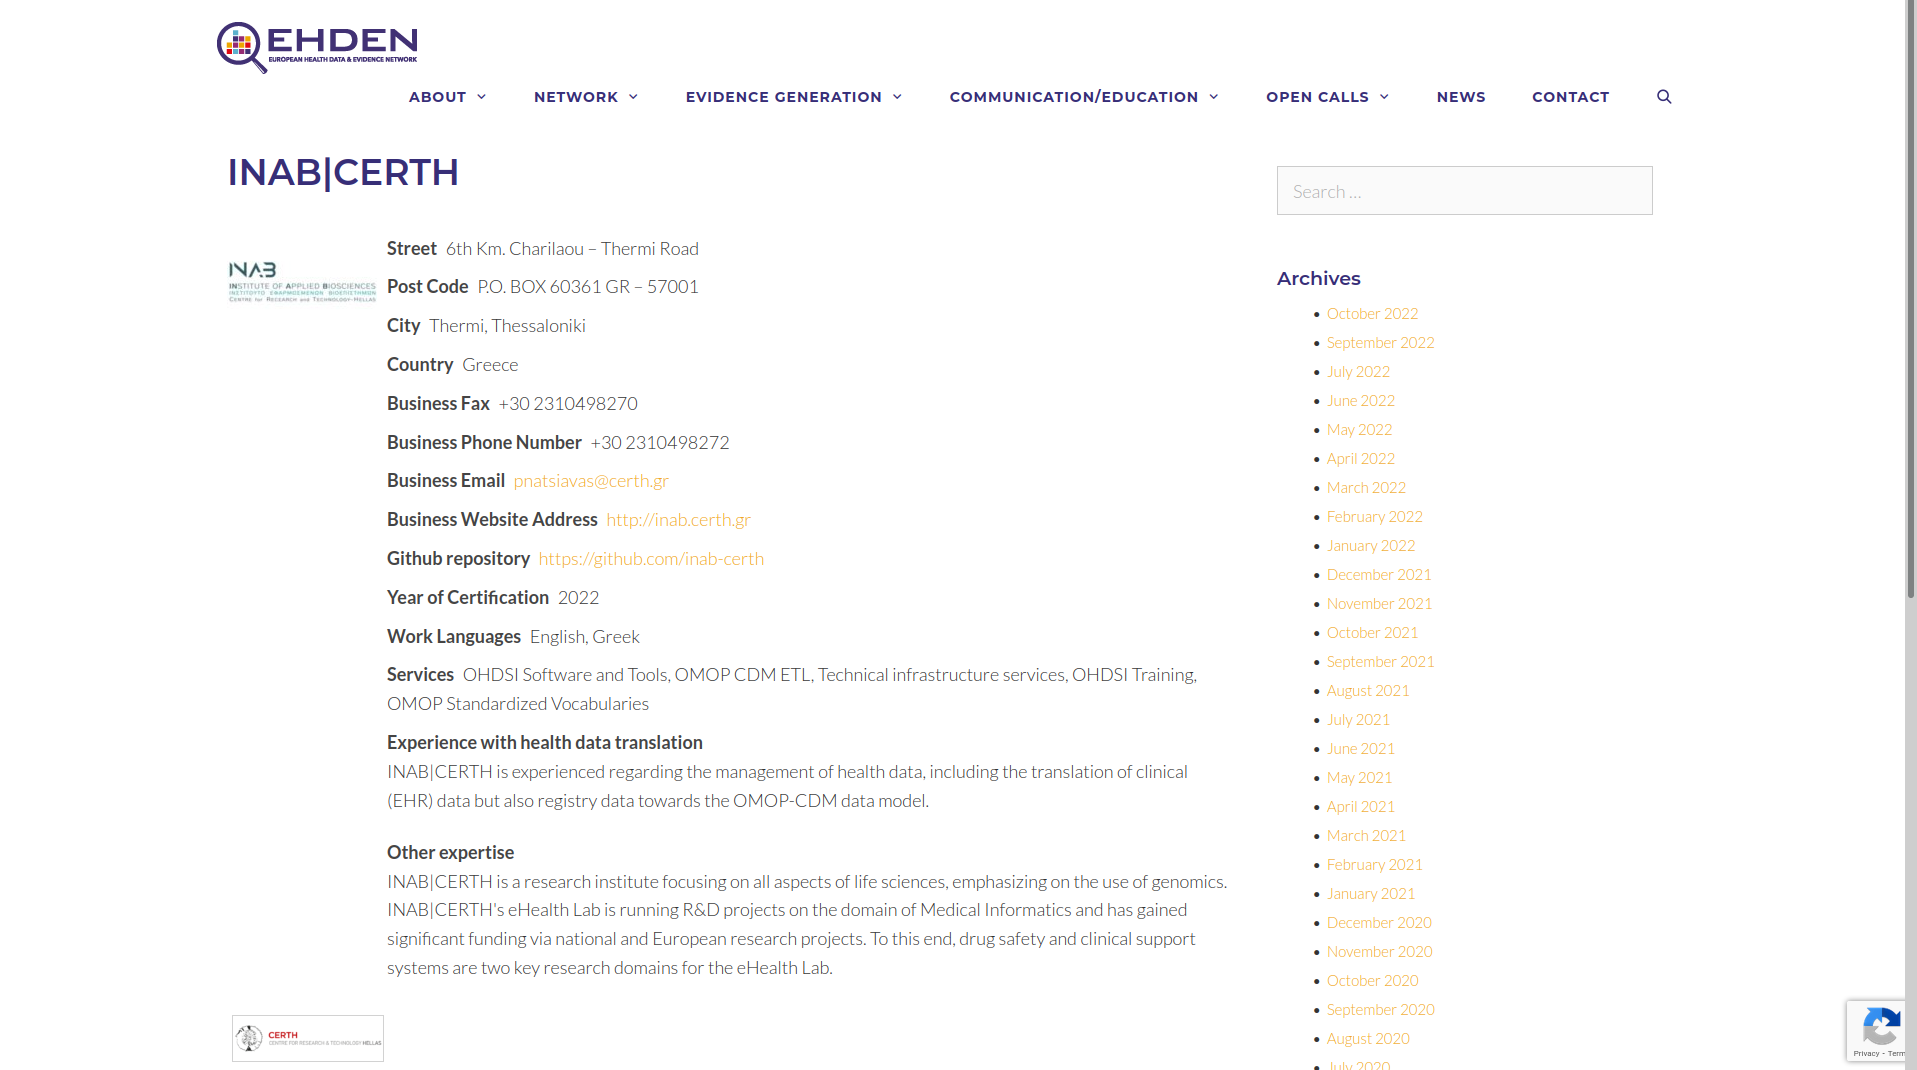 EHDEN
EUROPEAN HEALTH DATA & EVIDENCE NETWORK
ABOUT
NETWORK
EVIDENCE GENERATION
COMMUNICATION/EDUCATION
OPEN CALLS
NEWS
CONTACT
INAB|CERTH
INAB
INSTITUTE OF APPLIED BIOSCIENCES
ΙΝΣΤΙΤΟΥΤΟ ΕΦΑΡΜΟΣΜΕΝΩΝ ΒΙΟΕΠΙΣΤΗΜΩΝ
CENTRE for RESEARCH and TECHNOLOGY-HELLAS
Street 6th Km. Charilaou – Thermi Road
Post Code P.O. BOX 60361 GR – 57001
City Thermi, Thessaloniki
Country Greece
Business Fax +30 2310498270
Business Phone Number +30 2310498272
Business Email pnatsiavas@certh.gr
Business Website Address http://inab.certh.gr
Github repository https://github.com/inab-certh
Year of Certification 2022
Work Languages English, Greek
Services OHDSI Software and Tools, OMOP CDM ETL, Technical infrastructure services, OHDSI Training,
OMOP Standardized Vocabularies
Experience with health data translation
INAB|CERTH is experienced regarding the management of health data, including the translation of clinical
(EHR) data but also registry data towards the OMOP-CDM data model.
Other expertise
INAB|CERTH is a research institute focusing on all aspects of life sciences, emphasizing on the use of genomics.
INAB|CERTH's eHealth Lab is running R&D projects on the domain of Medical Informatics and has gained
significant funding via national and European research projects. To this end, drug safety and clinical support
systems are two key research domains for the eHealth Lab.
CERTH
CENTRE FOR RESEARCH & TECHNOLOGY HELLAS
Search …
Archives
October 2022
September 2022
July 2022
June 2022
May 2022
April 2022
March 2022
February 2022
January 2022
December 2021
November 2021
October 2021
September 2021
August 2021
July 2021
June 2021
May 2021
April 2021
March 2021
February 2021
January 2021
December 2020
November 2020
October 2020
September 2020
August 2020
July 2020
Privacy - Term